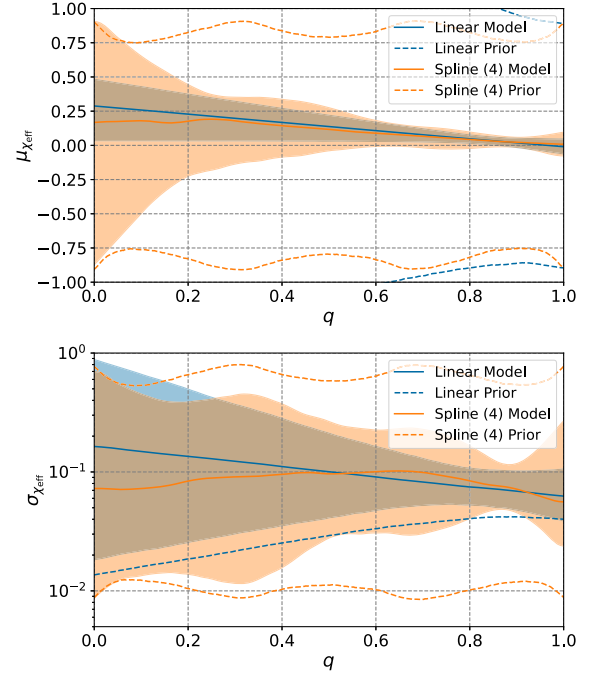 1.00
0.75
0.50
0.25
0.00
−0.25
−0.50
−0.75
−1.00
μχeff
Linear Model
Linear Prior
Spline (4) Model
Spline (4) Prior
0.0 0.2 0.4 0.6 0.8 1.0
q
10⁰
10⁻¹
10⁻²
σχeff
Linear Model
Linear Prior
Spline (4) Model
Spline (4) Prior
0.0 0.2 0.4 0.6 0.8 1.0
q